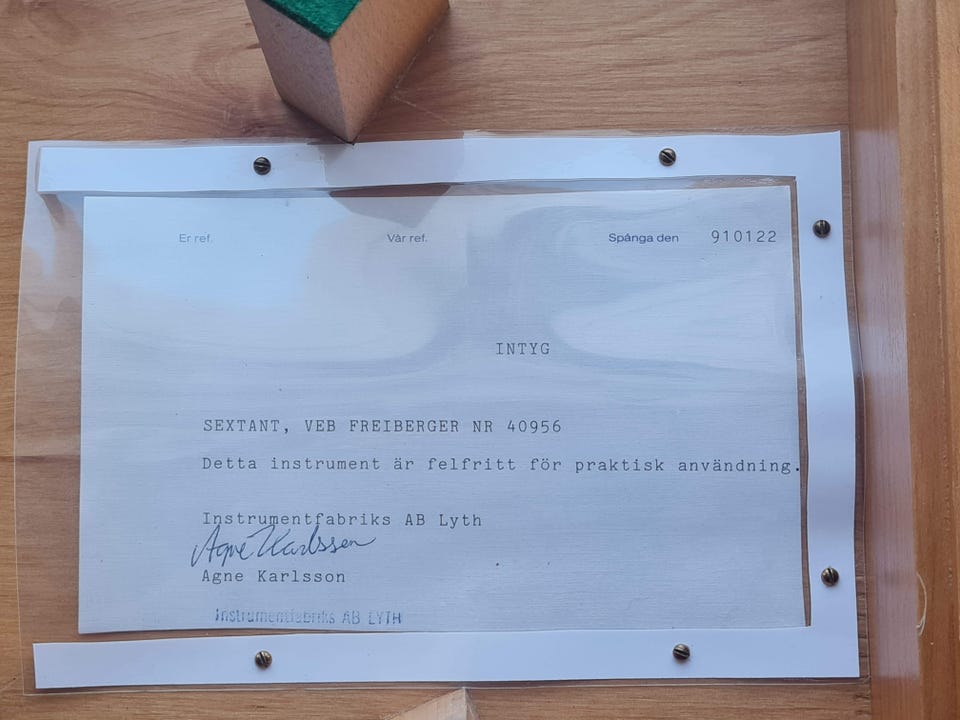 Er ref. Vår ref. Spånga den 910122
INTYG
SEXTANT, VEB FREIBERGER NR 40956
Detta instrument är felfritt för praktisk användning.
Instrumentfabriks AB Lyth
Agne Karlsson
Agne Karlsson
Instrumentfabriks AB LYTH